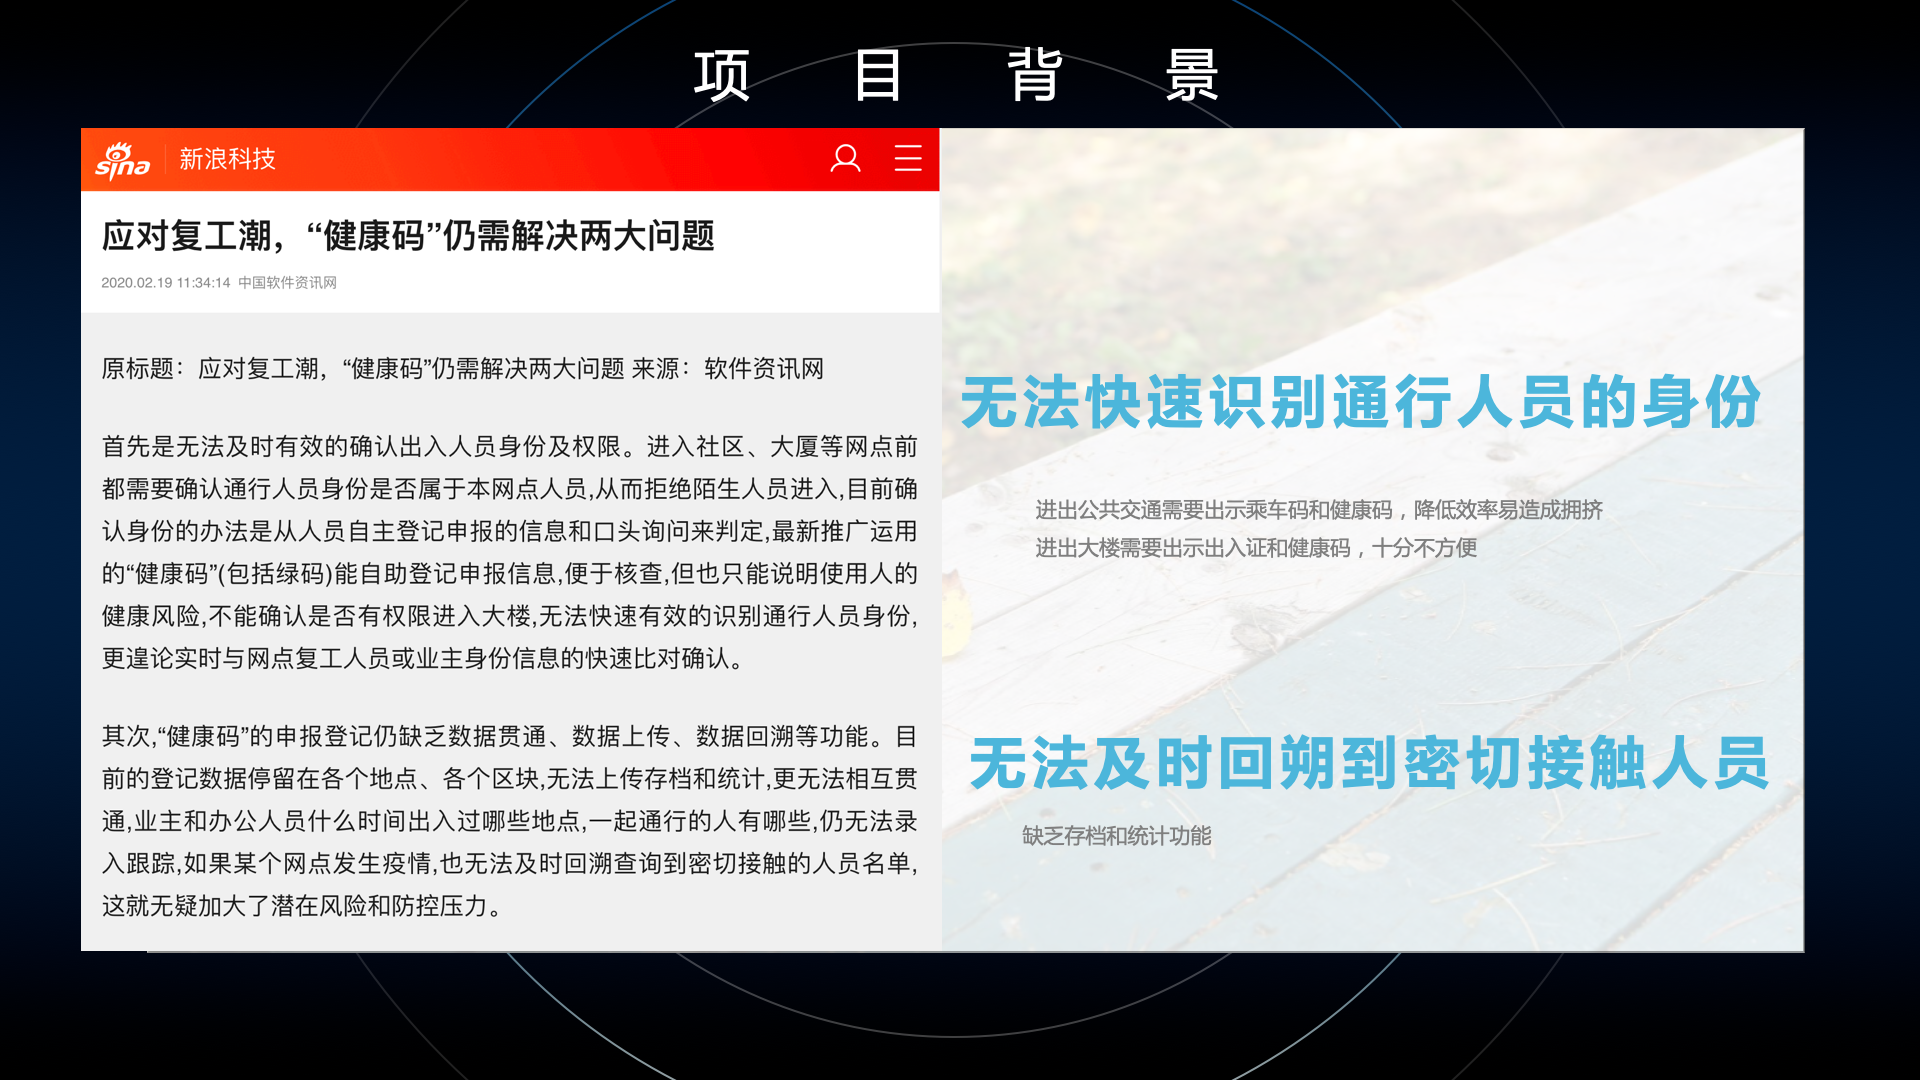 项目背景
sina 新浪科技
应对复工潮，“健康码”仍需解决两大问题
2020.02.19 11:34:14 中国软件资讯网
原标题：应对复工潮，“健康码”仍需解决两大问题 来源：软件资讯网
首先是无法及时有效的确认出入人员身份及权限。进入社区、大厦等网点前
都需要确认通行人员身份是否属于本网点人员,从而拒绝陌生人员进入,目前确
认身份的办法是从人员自主登记申报的信息和口头询问来判定,最新推广运用
的“健康码”(包括绿码)能自助登记申报信息,便于核查,但也只能说明使用人的
健康风险,不能确认是否有权限进入大楼,无法快速有效的识别通行人员身份,
更遑论实时与网点复工人员或业主身份信息的快速比对确认。
其次,“健康码”的申报登记仍缺乏数据贯通、数据上传、数据回溯等功能。目
前的登记数据停留在各个地点、各个区块,无法上传存档和统计,更无法相互贯
通,业主和办公人员什么时间出入过哪些地点,一起通行的人有哪些,仍无法录
入跟踪,如果某个网点发生疫情,也无法及时回溯查询到密切接触的人员名单,
这就无疑加大了潜在风险和防控压力。
无法快速识别通行人员的身份
进出公共交通需要出示乘车码和健康码，降低效率易造成拥挤
进出大楼需要出示出入证和健康码，十分不方便
无法及时回朔到密切接触人员
缺乏存档和统计功能